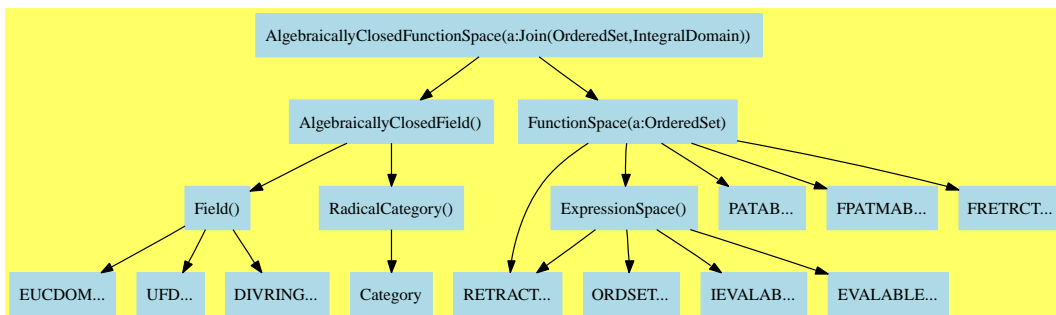 AlgebraicallyClosedFunctionSpace(a:Join(OrderedSet,IntegralDomain))
AlgebraicallyClosedField()
FunctionSpace(a:OrderedSet)
Field()
RadicalCategory()
ExpressionSpace()
PATAB...
FPATMAB...
FRETRCT...
EUCDOM...
UFD...
DIVRING...
Category
RETRACT...
ORDSET...
IEVALAB...
EVALABLE...